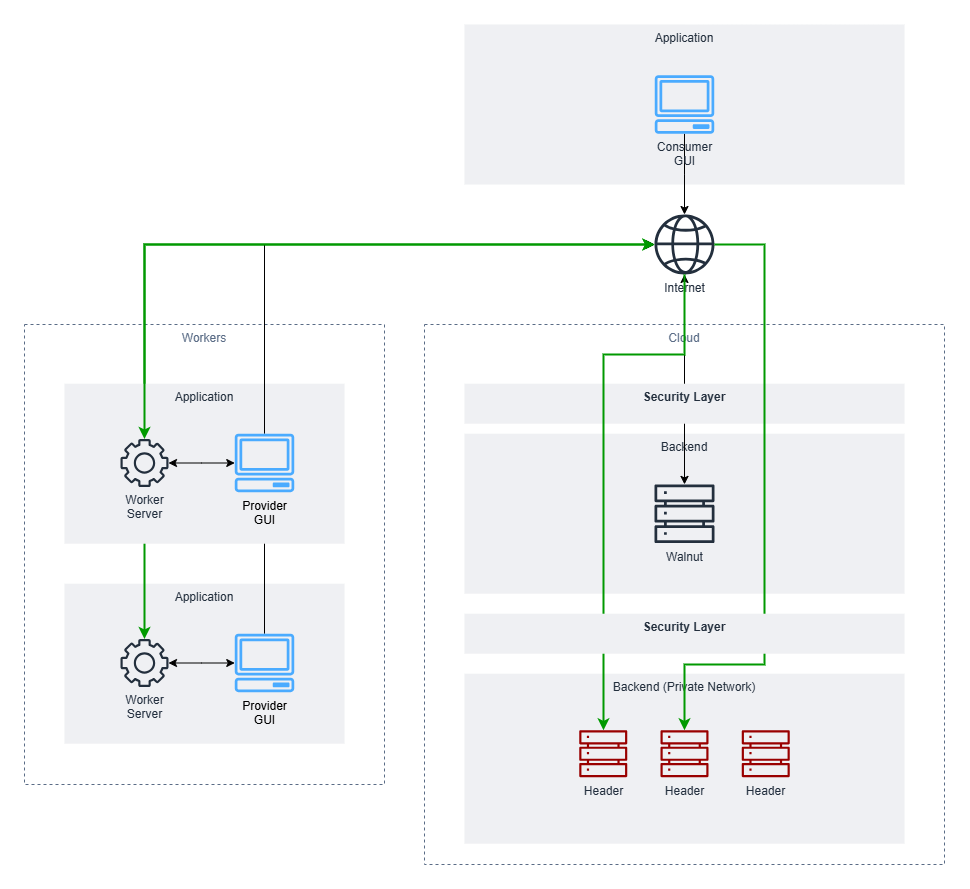 Application
Consumer
GUI
Internet
Workers
Application
Worker
Server
Provider
GUI
Application
Worker
Server
Provider
GUI
Cloud
Security Layer
Backend
Walnut
Security Layer
Backend (Private Network)
Header
Header
Header